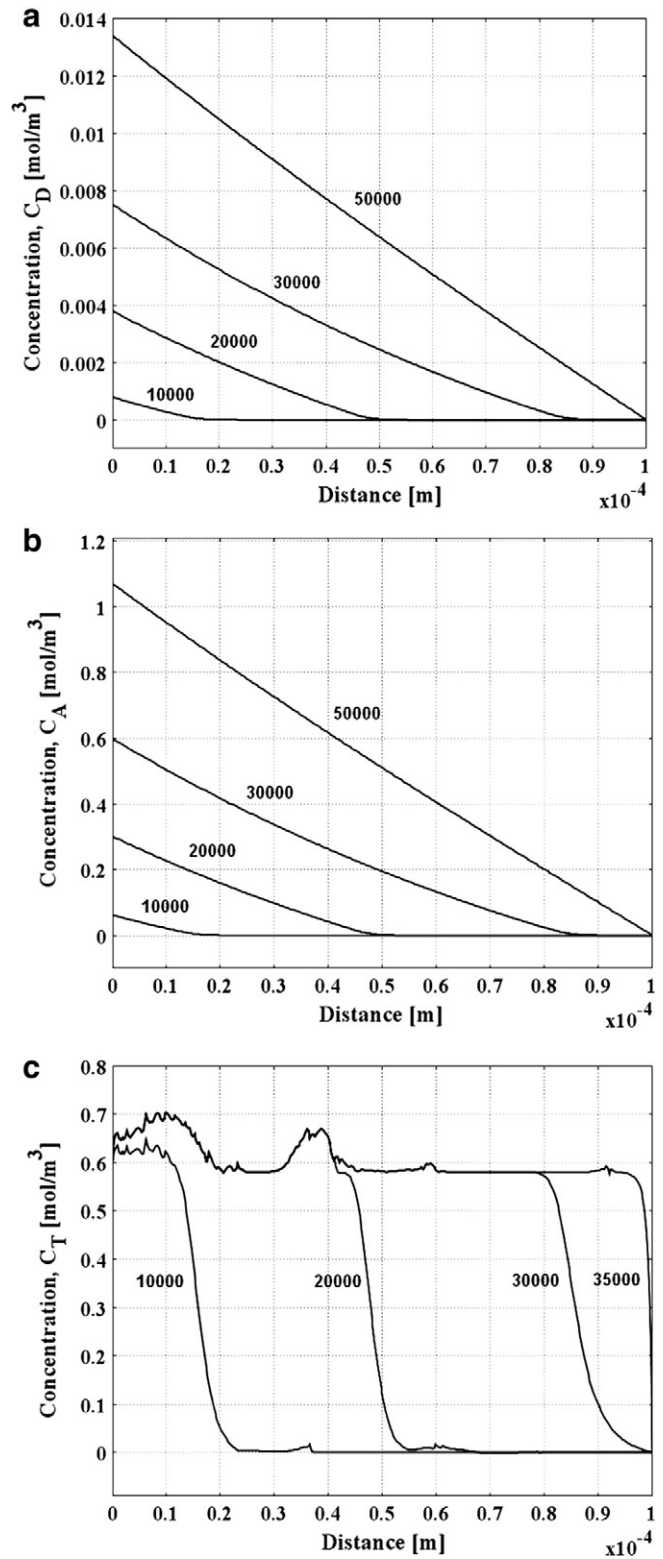 a
Concentration, C_D [mol/m^3]
0.014
0.012
0.01
0.008
0.006
0.004
0.002
0
50000
30000
20000
10000
0 0.1 0.2 0.3 0.4 0.5 0.6 0.7 0.8 0.9 1
Distance [m]
x10^-4
b
Concentration, C_A [mol/m^3]
1.2
1
0.8
0.6
0.4
0.2
0
50000
30000
20000
10000
0 0.1 0.2 0.3 0.4 0.5 0.6 0.7 0.8 0.9 1
Distance [m]
x10^-4
c
Concentration, C_T [mol/m^3]
0.8
0.7
0.6
0.5
0.4
0.3
0.2
0.1
0
10000 20000 30000 35000
0 0.1 0.2 0.3 0.4 0.5 0.6 0.7 0.8 0.9 1
Distance [m]
x10^-4